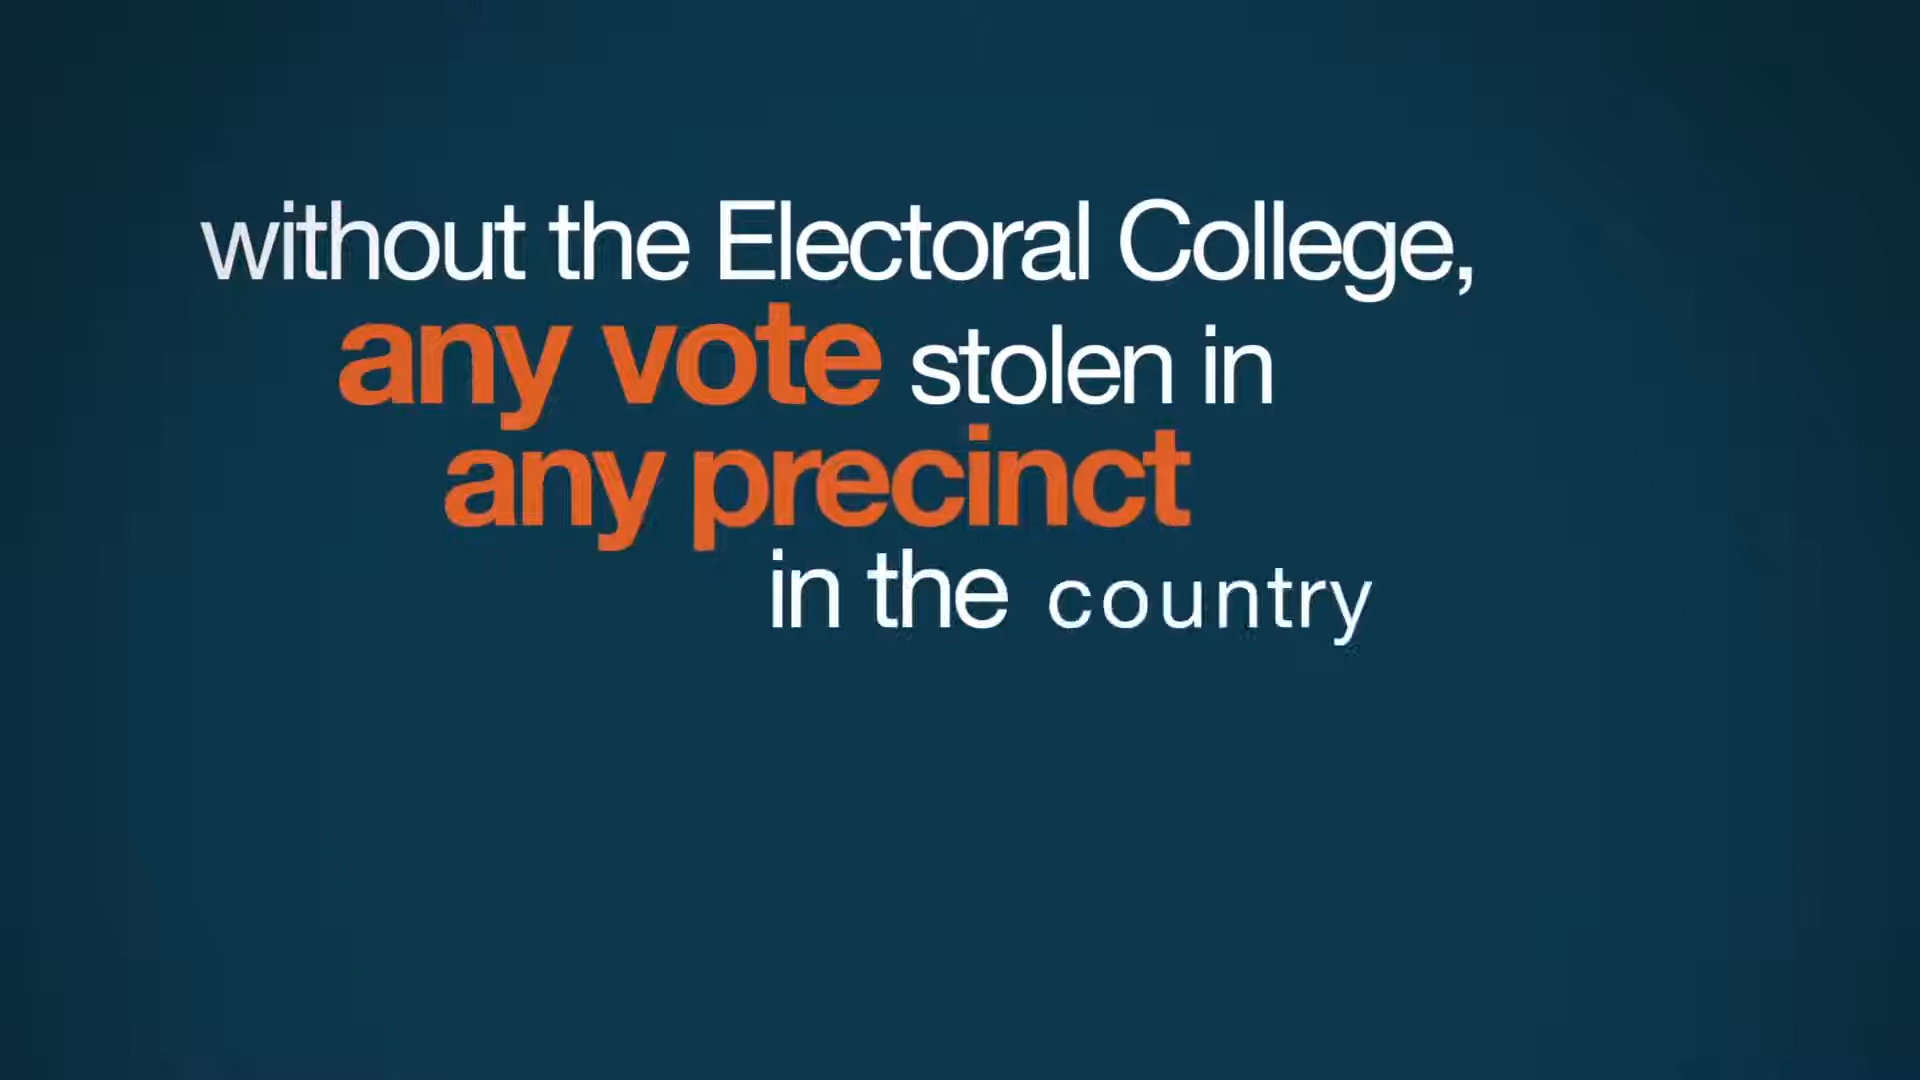 without the Electoral College,
any vote stolen in
any precinct
in the country